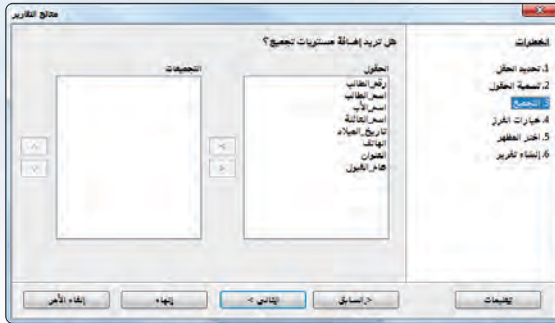 معالج التقارير
الخطوات
1. تحديد الحقل
2. تسمية الحقول
3. التجميع
4. خيارات الفرز
5. اختر المظهر
6. إنشاء تقرير
هل تريد إضافة مستويات تجميع؟
الحقول
رقم_الطالب
اسم_الطالب
اسم_الأب
اسم_العائلة
تاريخ_الميلاد
الهاتف
العنوان
عام_القبول
التجميعات
تعليمات
< السابق
التالي >
إنهاء
إلغاء الأمر